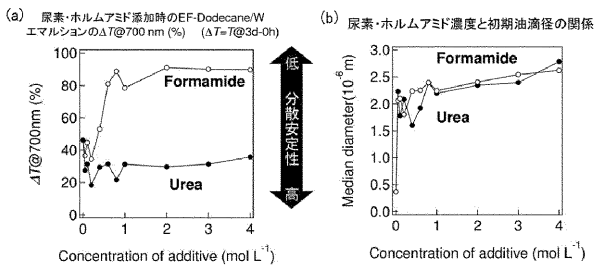 (a)
尿素・ホルムアミド添加時のEF-Dodecane/W
エマルションのΔT@700 nm (%) (ΔT=T@3d-0h)
100
80
60
40
20
0
ΔT@700nm (%)
Formamide
Urea
0 1 2 3 4
Concentration of additive (mol L-1)
低
分散安定性
高
(b)
尿素・ホルムアミド濃度と初期油滴径の関係
3.0
2.5
2.0
1.5
1.0
0.5
0.0
Median diameter(10-6m)
Formamide
Urea
0 1 2 3 4
Concentration of additive (mol L-1)